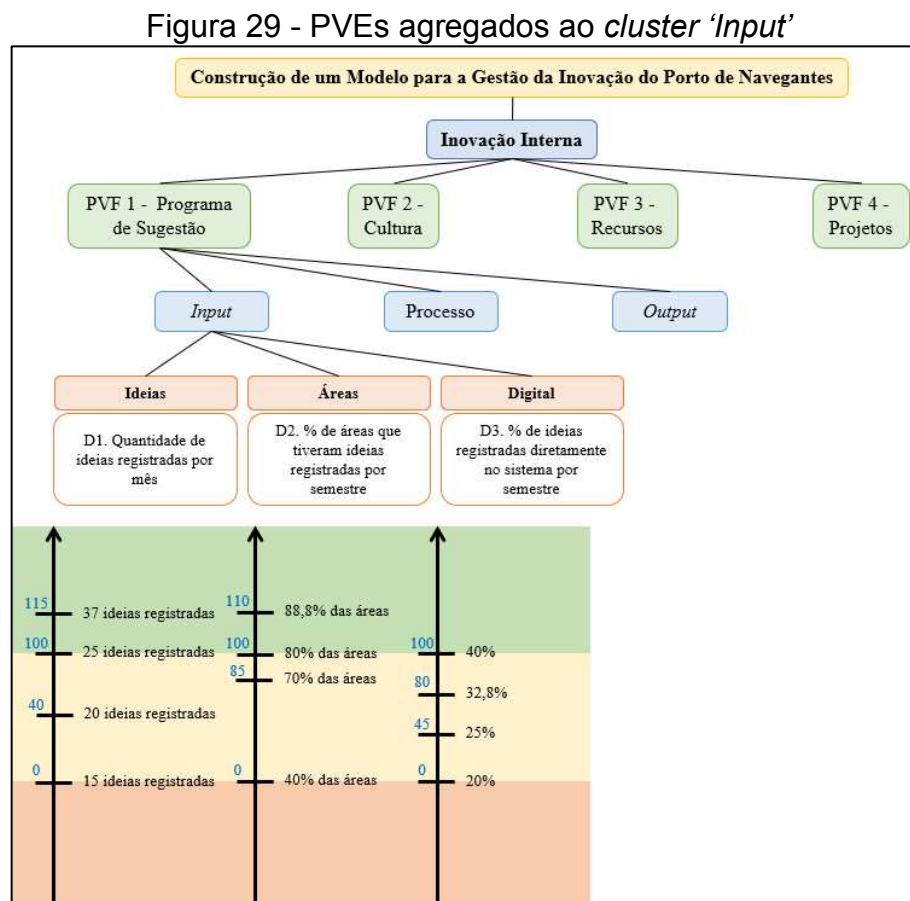 Figura 29 - PVEs agregados ao cluster ‘Input’
Construção de um Modelo para a Gestão da Inovação do Porto de Navegantes
Inovação Interna
PVF 1 - Programa
de Sugestão
PVF 2 -
Cultura
PVF 3 -
Recursos
PVF 4 -
Projetos
Input
Processo
Output
Ideias
D1. Quantidade de
ideias registradas por
mês
Áreas
D2. % de áreas que
tiveram ideias
registradas por
semestre
Digital
D3. % de ideias
registradas diretamente
no sistema por
semestre
115 37 ideias registradas
100 25 ideias registradas
40 20 ideias registradas
0 15 ideias registradas
110 88,8% das áreas
100 80% das áreas
85 70% das áreas
0 40% das áreas
100 40%
80 32,8%
45 25%
0 20%